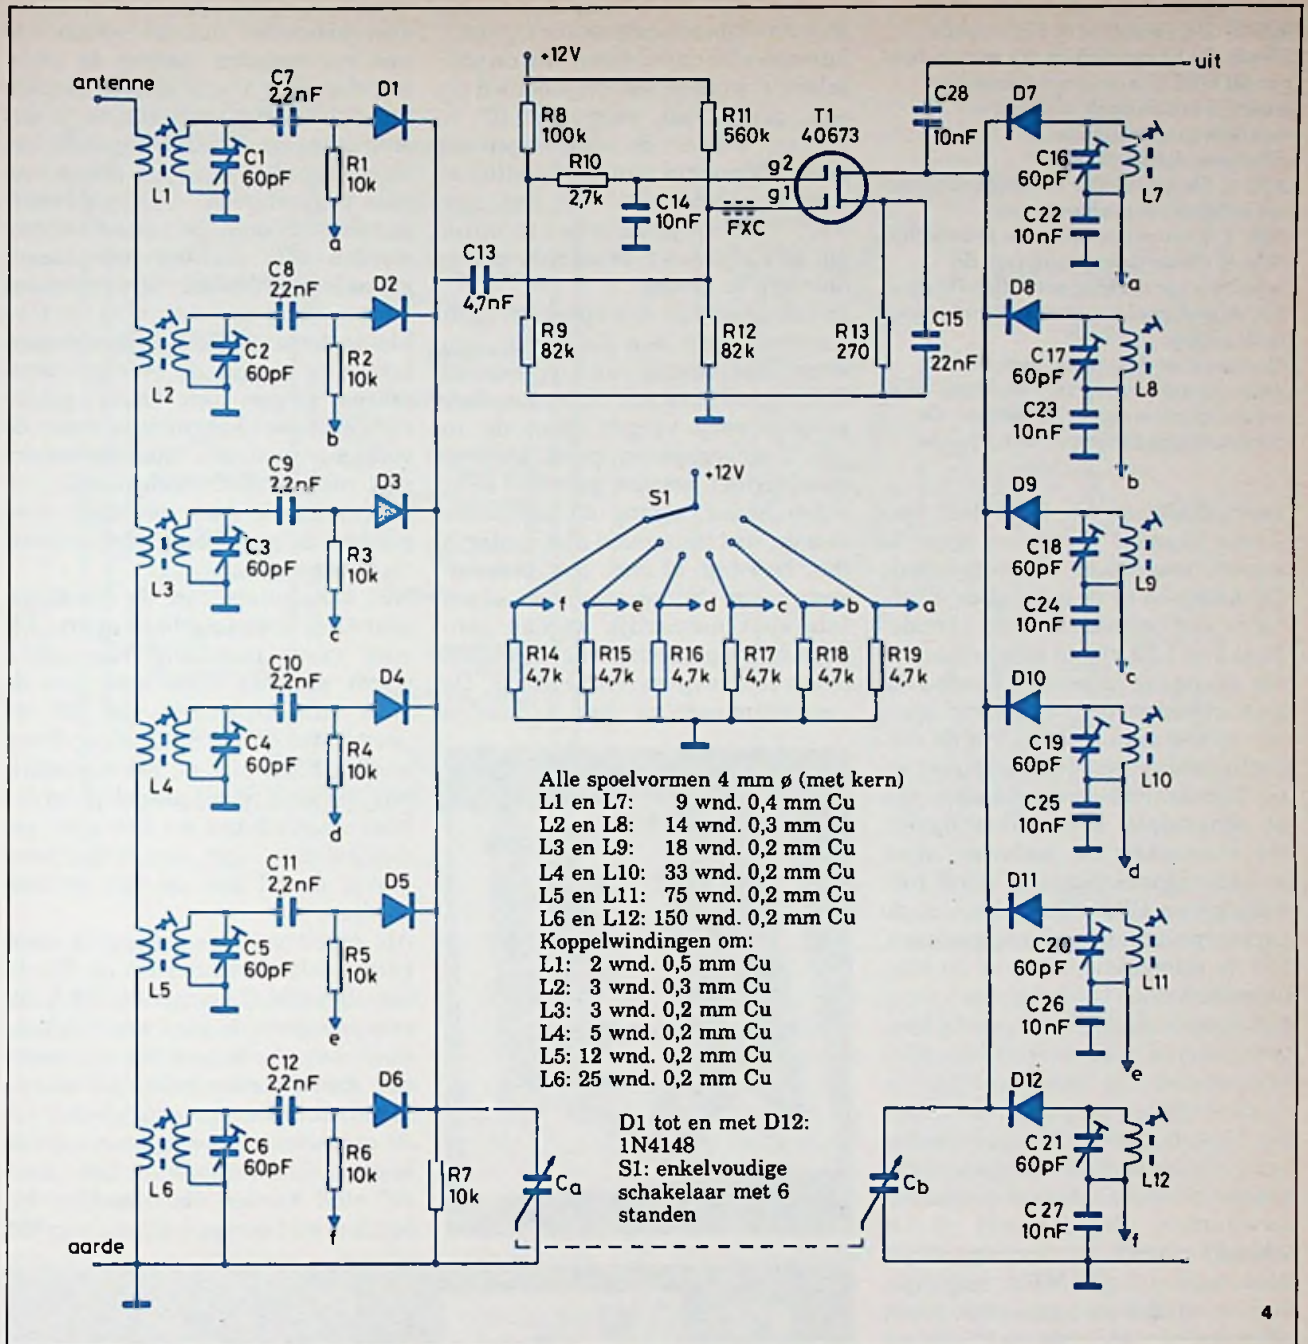 +12V
uit
antenne
C7
2,2nF
D1
L1
C1
60pF
R1
10k
a
C8
2,2nF
D2
L2
C2
60pF
R2
10k
b
C9
2,2nF
D3
L3
C3
60pF
R3
10k
c
C10
2,2nF
D4
L4
C4
60pF
R4
10k
d
C11
2,2nF
D5
L5
C5
60pF
R5
10k
e
C12
2,2nF
D6
L6
C6
60pF
R6
10k
f
R7
10k
aarde
Ca
R8
100k
R10
2,7k
C14
10nF
R11
560k
T1
40673
g2
g1
FXC
C13
4,7nF
R9
82k
R12
82k
R13
270
C15
22nF
C28
10nF
+12V
S1
f
e
d
c
b
a
R14
4,7k
R15
4,7k
R16
4,7k
R17
4,7k
R18
4,7k
R19
4,7k
Alle spoelvormen 4 mm ø (met kern)
L1 en L7: 9 wnd. 0,4 mm Cu
L2 en L8: 14 wnd. 0,3 mm Cu
L3 en L9: 18 wnd. 0,2 mm Cu
L4 en L10: 33 wnd. 0,2 mm Cu
L5 en L11: 75 wnd. 0,2 mm Cu
L6 en L12: 150 wnd. 0,2 mm Cu
Koppelwindingen om:
L1: 2 wnd. 0,5 mm Cu
L2: 3 wnd. 0,3 mm Cu
L3: 3 wnd. 0,2 mm Cu
L4: 5 wnd. 0,2 mm Cu
L5: 12 wnd. 0,2 mm Cu
L6: 25 wnd. 0,2 mm Cu
D1 tot en met D12:
1N4148
S1: enkelvoudige
schakelaar met 6
standen
D7
C16
60pF
L7
C22
10nF
a
D8
C17
60pF
L8
C23
10nF
b
D9
C18
60pF
L9
C24
10nF
c
D10
C19
60pF
L10
C25
10nF
d
D11
C20
60pF
L11
C26
10nF
e
D12
C21
60pF
L12
C27
10nF
f
Cb
4